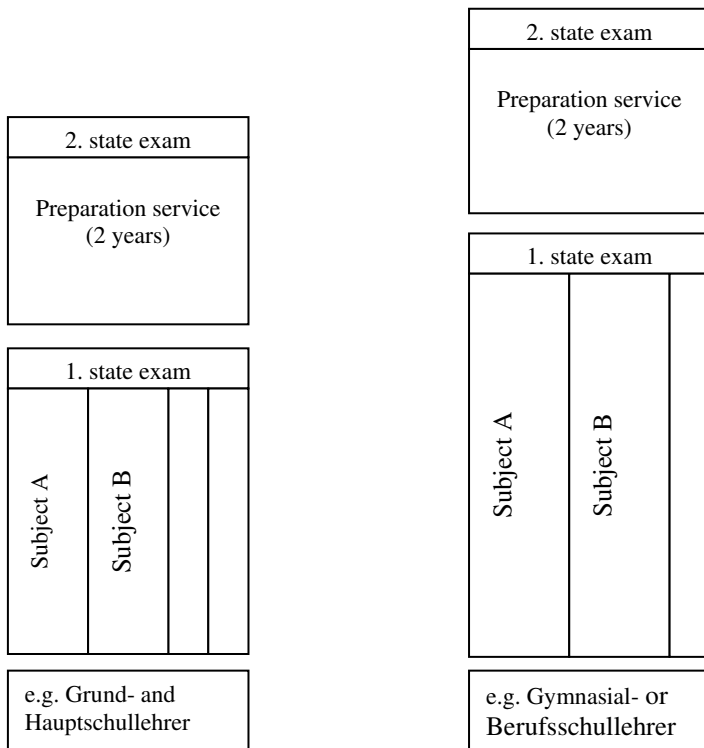 2. state exam
Preparation service
(2 years)
1. state exam
Subject A
Subject B
e.g. Grund- and
Hauptschullehrer
2. state exam
Preparation service
(2 years)
1. state exam
Subject A
Subject B
e.g. Gymnasial- or
Berufsschullehrer